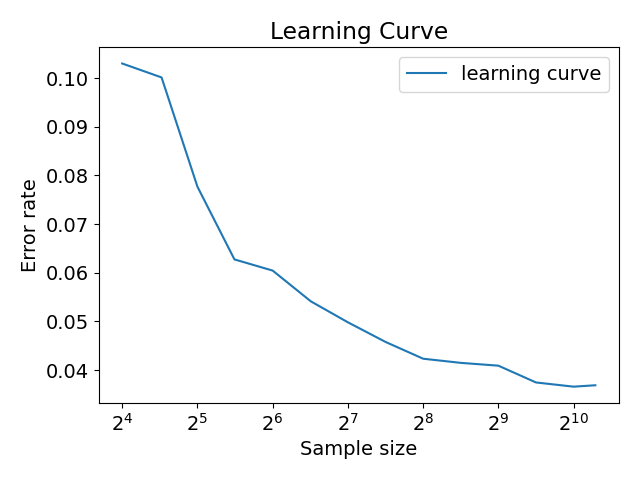 Learning Curve
learning curve
Error rate
0.10
0.09
0.08
0.07
0.06
0.05
0.04
2⁴ 2⁵ 2⁶ 2⁷ 2⁸ 2⁹ 2¹⁰
Sample size